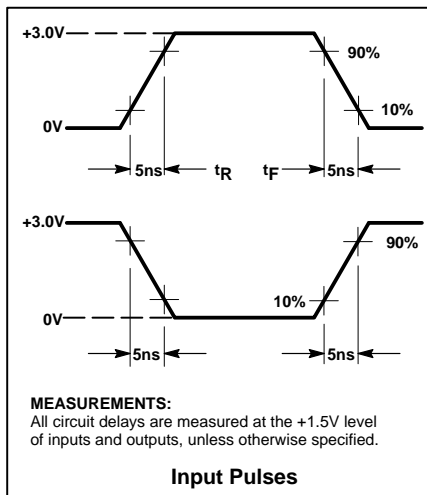 +3.0V
90%
10%
0V
5ns tR tF 5ns
+3.0V
90%
10%
0V
5ns 5ns
MEASUREMENTS:
All circuit delays are measured at the +1.5V level
of inputs and outputs, unless otherwise specified.
Input Pulses